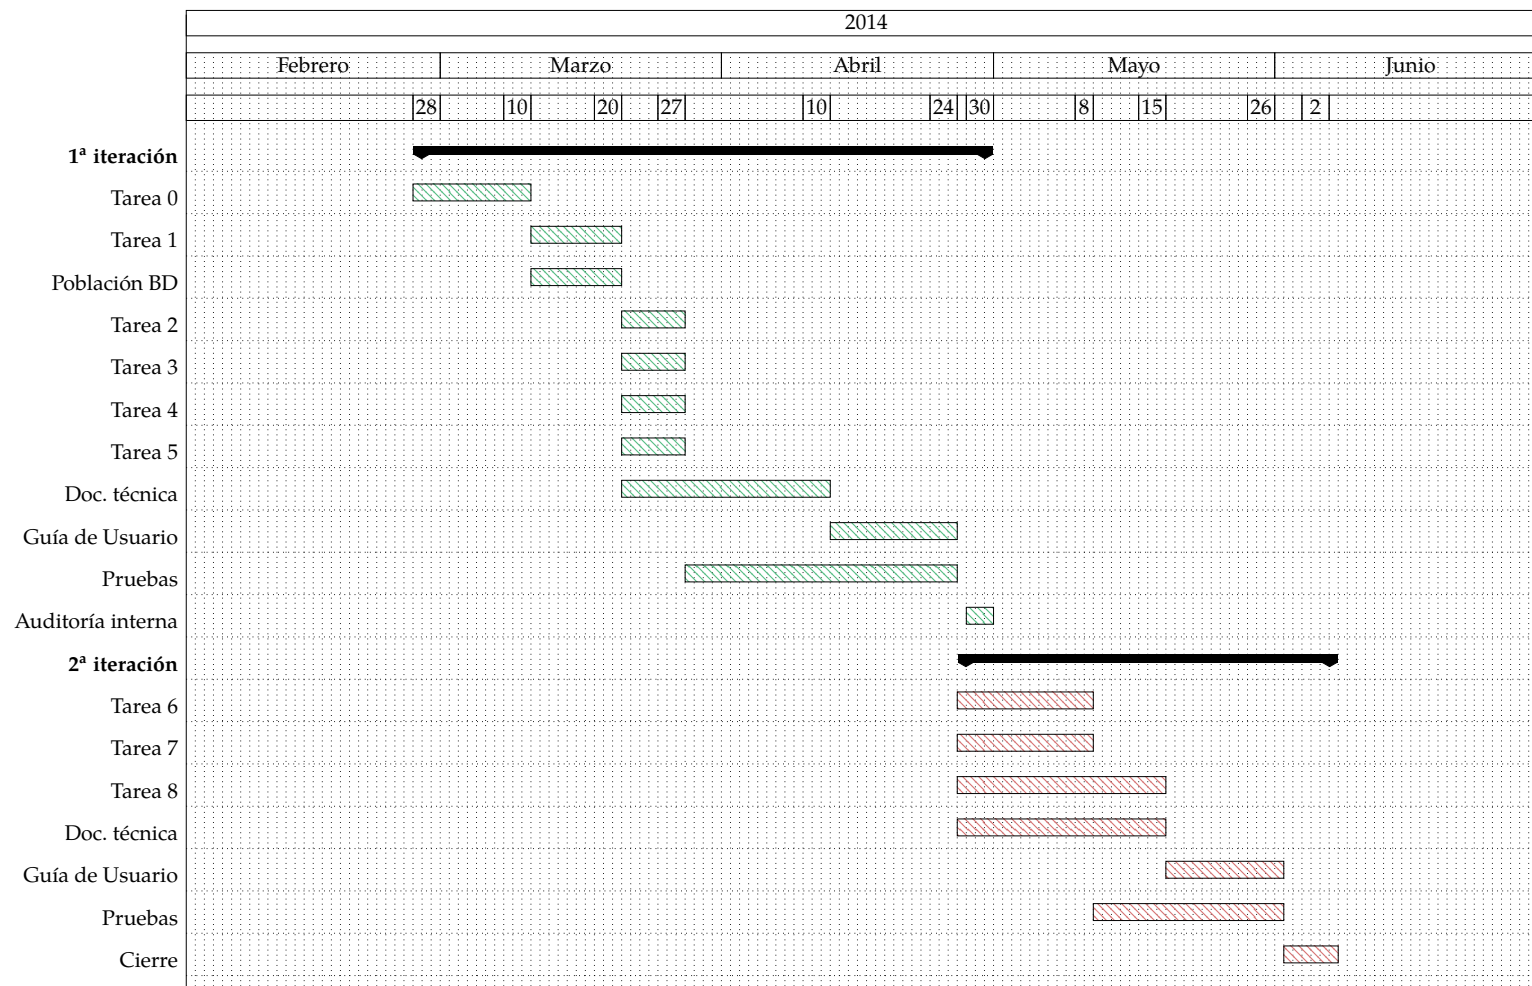 2014
Febrero Marzo Abril Mayo Junio
28 10 20 27 10 24 30 8 15 26 2
1ª iteración
Tarea 0
Tarea 1
Población BD
Tarea 2
Tarea 3
Tarea 4
Tarea 5
Doc. técnica
Guía de Usuario
Pruebas
Auditoría interna
2ª iteración
Tarea 6
Tarea 7
Tarea 8
Doc. técnica
Guía de Usuario
Pruebas
Cierre